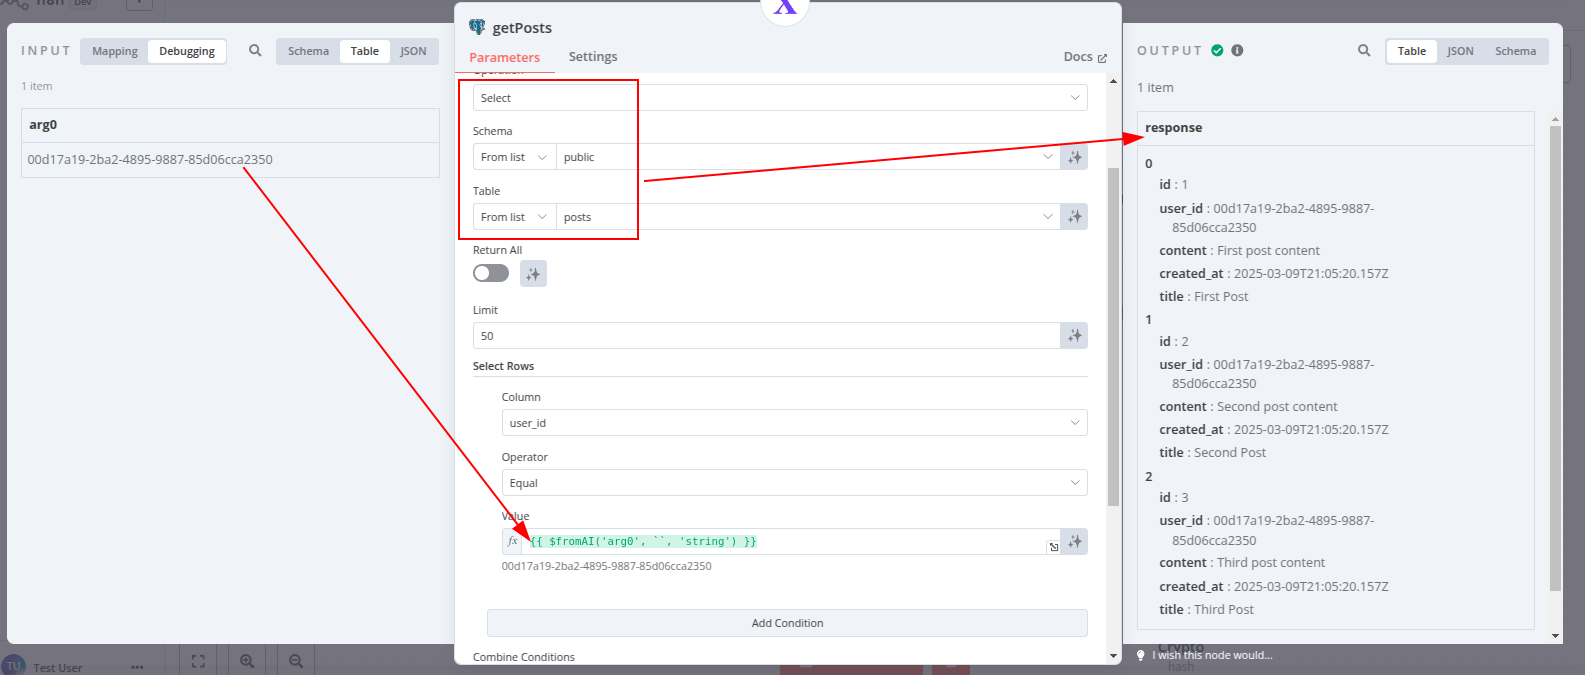 n8n Dev
INPUT Mapping Debugging Schema Table JSON
1 item
arg0
00d17a19-2ba2-4895-9887-85d06cca2350
Test User
TU
X
getPosts
Parameters Settings Docs
Operation
Select
Schema
From list public
Table
From list posts
Return All
Limit
50
Select Rows
Column
user_id
Operator
Equal
Value
fx {{ $fromAI('arg0', ``, 'string') }}
00d17a19-2ba2-4895-9887-85d06cca2350
Add Condition
Combine Conditions
OUTPUT Table JSON Schema
1 item
response
0
id : 1
user_id : 00d17a19-2ba2-4895-9887-
85d06cca2350
content : First post content
created_at : 2025-03-09T21:05:20.157Z
title : First Post
1
id : 2
user_id : 00d17a19-2ba2-4895-9887-
85d06cca2350
content : Second post content
created_at : 2025-03-09T21:05:20.157Z
title : Second Post
2
id : 3
user_id : 00d17a19-2ba2-4895-9887-
85d06cca2350
content : Third post content
created_at : 2025-03-09T21:05:20.157Z
title : Third Post
Crypto
I wish this node would...
hash